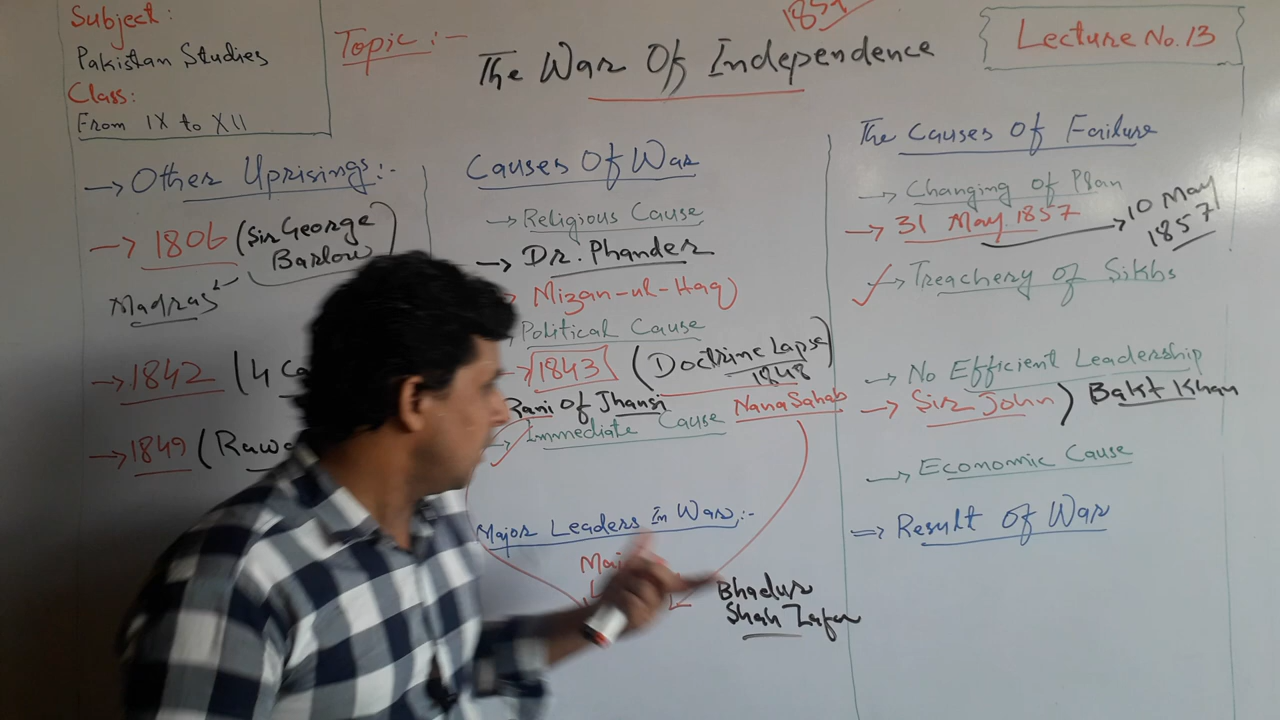 Subject:
Pakistan Studies
Class:
From IX to XII
Topic:-
1857
The War Of Independence
Lecture No.13
→ Other Uprisings:-
→ 1806 (Sir George
Barlow)
Madras
→ 1842 (4 Ca
→ 1849 (Rawa
Causes Of War
→ Religious Cause
→ Dr. Phander
Mizan-ul-Haq
Political Cause
→ 1843 (Doctrine Lapse)
1848
Rani Of Jhansi
Nana Sahab
→ Immediate Cause
Major Leaders In War:-
Bhadur
Shah Zafar
The Causes Of Failure
→ Changing of Plan
→ 31 May 1857 → 10 May
1857
→ Treachery of Sikhs
→ No Efficient Leadership
→ Sir John) Bakt Khan
→ Economic Cause
⇒ Result Of War